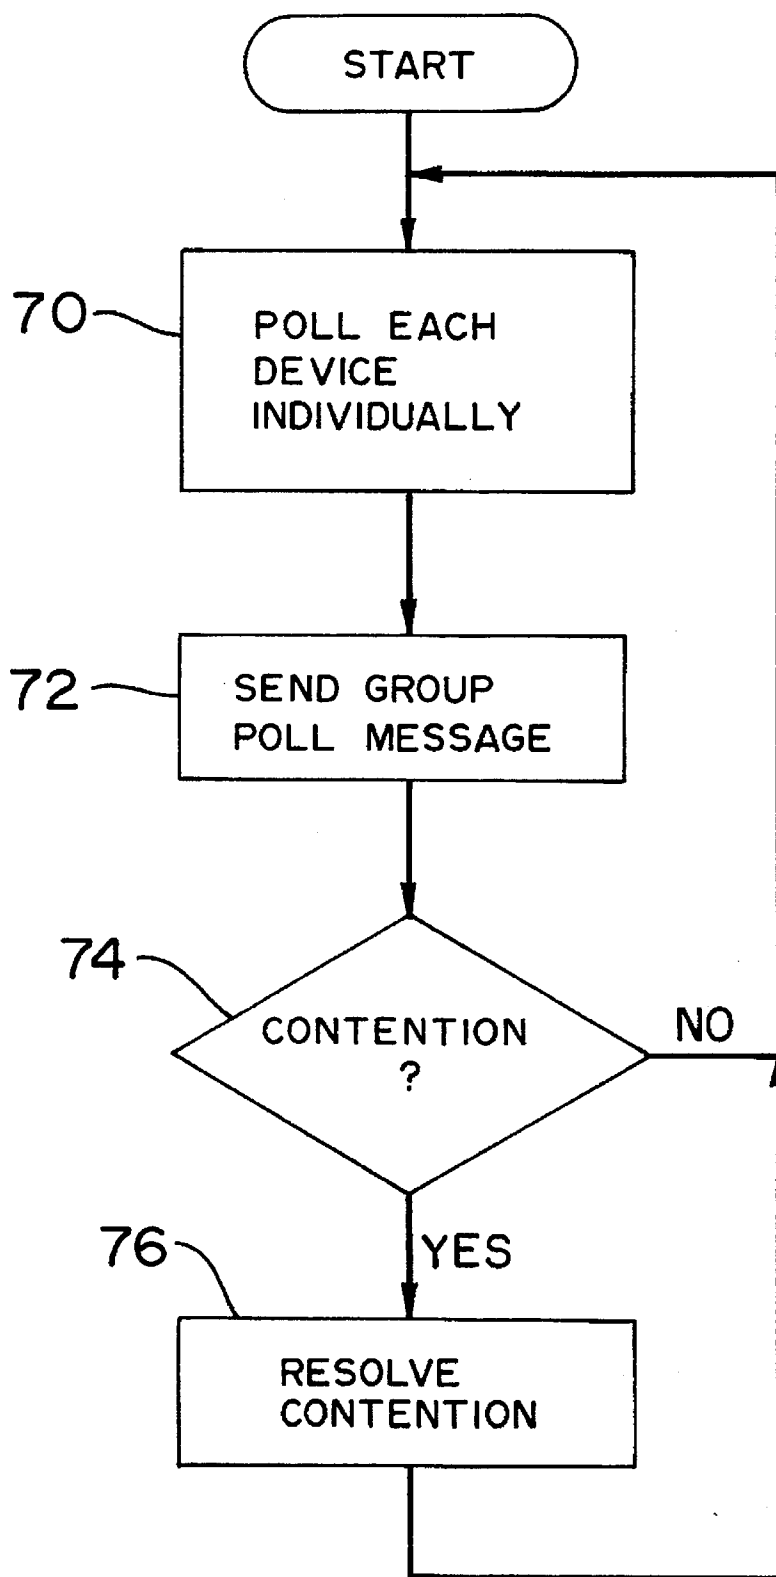 START
70
POLL EACH
DEVICE
INDIVIDUALLY
72
SEND GROUP
POLL MESSAGE
74
CONTENTION
?
NO
YES
76
RESOLVE
CONTENTION